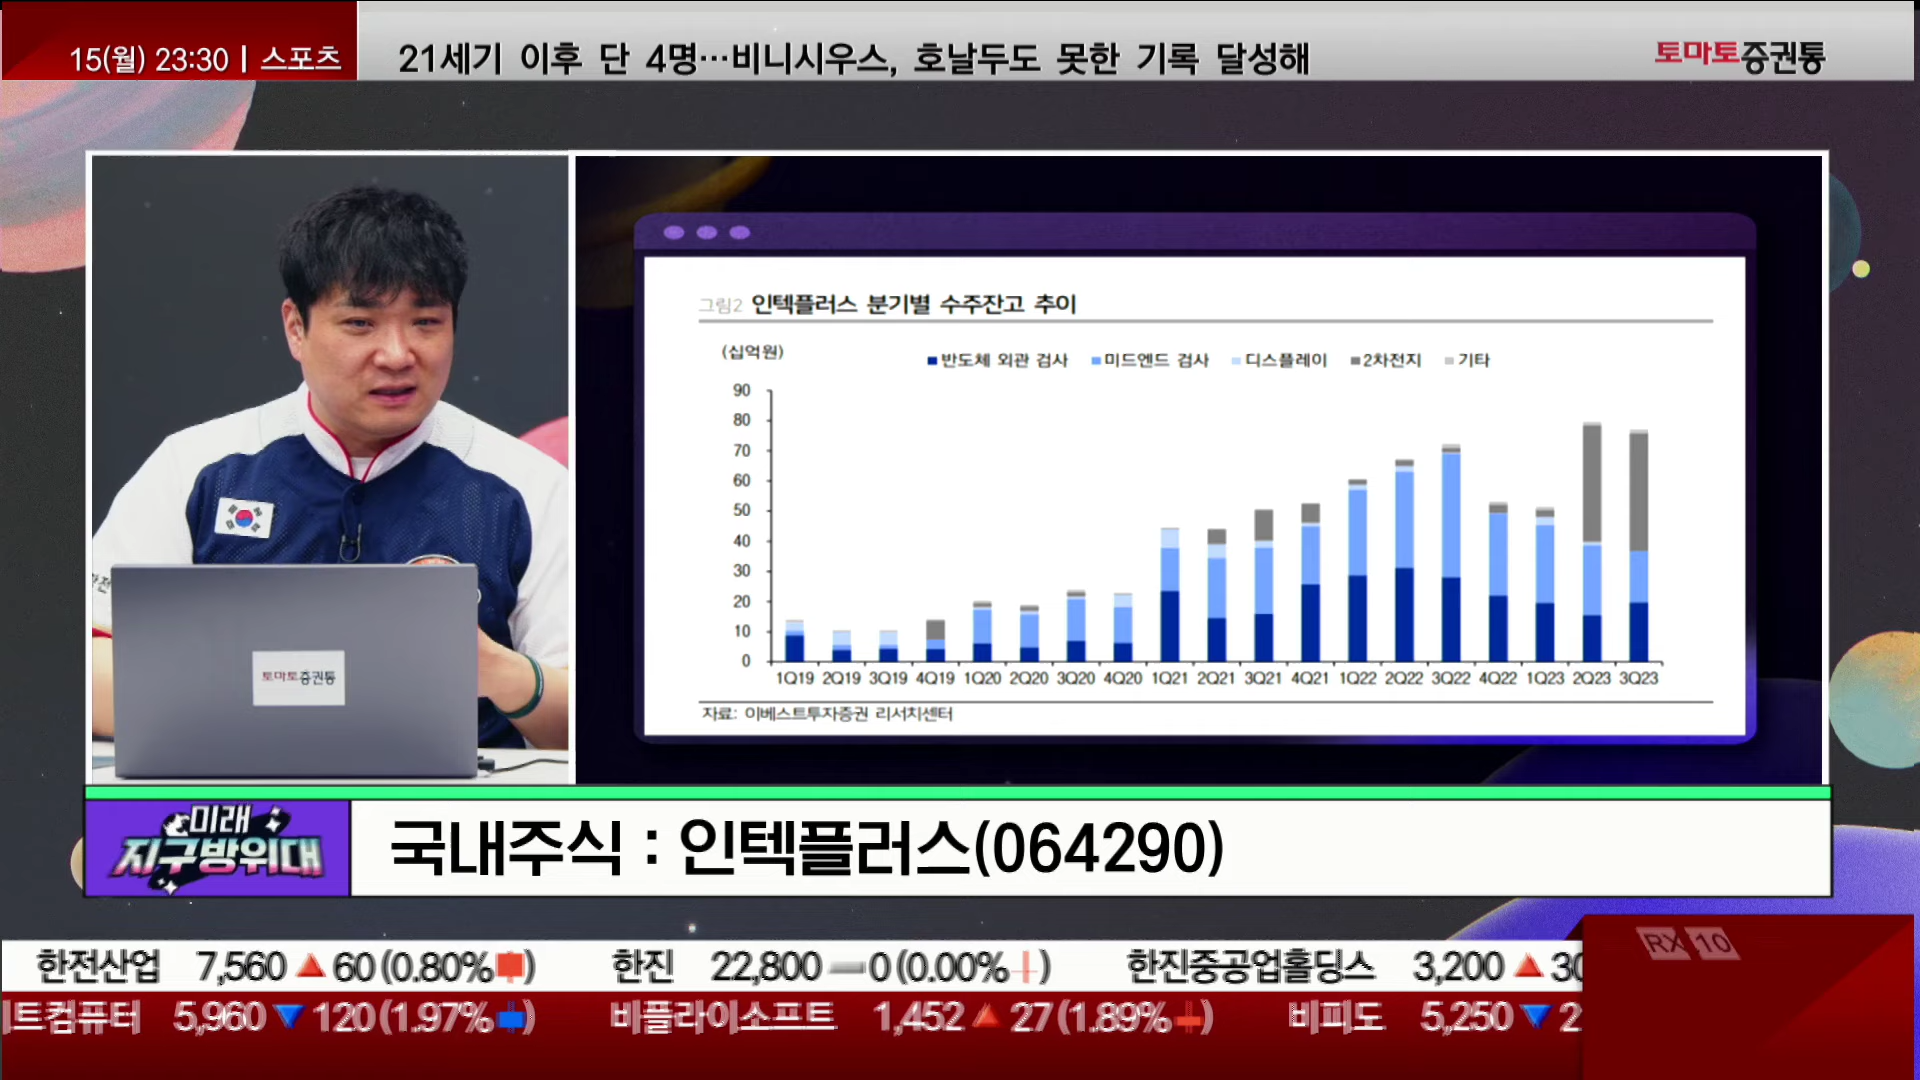 15(월) 23:30 | 스포츠
21세기 이후 단 4명…비니시우스, 호날두도 못한 기록 달성해
토마토증권통
그림2 인텍플러스 분기별 수주잔고 추이
(십억원)
반도체 외관 검사 미드엔드 검사 디스플레이 2차전지 기타
90
80
70
60
50
40
30
20
10
0
1Q19 2Q19 3Q19 4Q19 1Q20 2Q20 3Q20 4Q20 1Q21 2Q21 3Q21 4Q21 1Q22 2Q22 3Q22 4Q22 1Q23 2Q23 3Q23
자료: 이베스트투자증권 리서치센터
토마토증권통
미래
지구방위대
국내주식 : 인텍플러스(064290)
한전산업 7,560 ▲ 60(0.80%) 한진 22,800 0(0.00%) 한진중공업홀딩스 3,200 ▲ 30
트컴퓨터 5,960 ▼ 120(1.97%) 바플라이소프트 1,452 ▲ 27(1.89%) 비피도 5,250 ▼ 2
RX 10